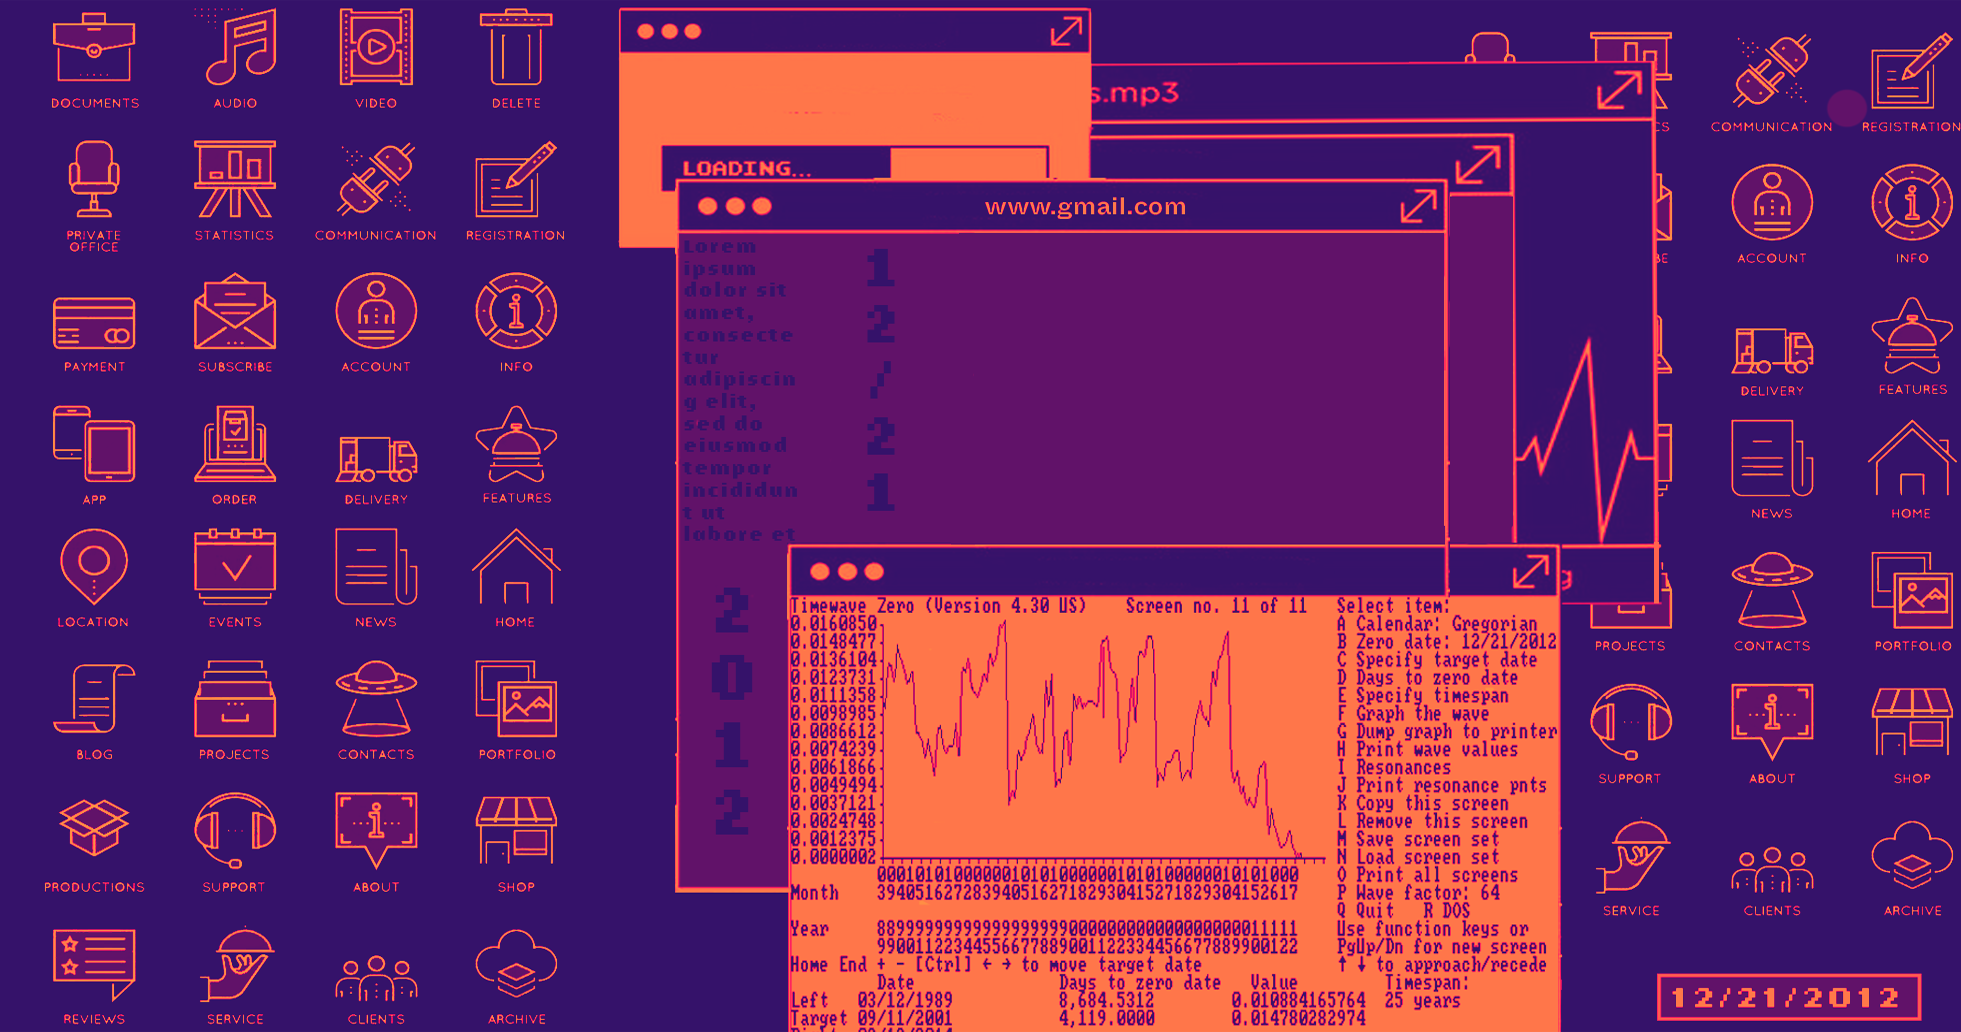 DOCUMENTS
AUDIO
VIDEO
DELETE
PRIVATE
OFFICE
STATISTICS
COMMUNICATION
REGISTRATION
PAYMENT
SUBSCRIBE
ACCOUNT
INFO
APP
ORDER
DELIVERY
FEATURES
LOCATION
EVENTS
NEWS
HOME
BLOG
PROJECTS
CONTACTS
PORTFOLIO
PRODUCTIONS
SUPPORT
ABOUT
SHOP
REVIEWS
SERVICE
CLIENTS
ARCHIVE
s.mp3
LOADING...
www.gmail.com
Lorem
ipsum
dolor sit
amet,
consecte
tur
adipiscin
g elit,
sed do
eiusmod
tempor
incididun
t ut
labore et
1
2
/
2
1
2
0
1
2
Timewave Zero (Version 4.30 US) Screen no. 11 of 11
0.0160850
0.0148477
0.0136104
0.0123731
0.0111358
0.0098985
0.0086612
0.0074239
0.0061866
0.0049494
0.0037121
0.0024748
0.0012375
0.0000002
Month
Year
Home End + - [Ctrl] ← → to move target date
Date Days to zero date Value Timespan:
Left 03/12/1989 8,684.5312 0.010884165764 25 years
Target 09/11/2001 4,119.0000 0.014780282974
Select item:
A Calendar: Gregorian
B Zero date: 12/21/2012
C Specify target date
D Days to zero date
E Specify timespan
F Graph the wave
G Dump graph to printer
H Print wave values
I Resonances
J Print resonance pnts
K Copy this screen
L Remove this screen
M Save screen set
N Load screen set
O Print all screens
P Wave factor: 64
Q Quit R DOS
Use function keys or
PgUp/Dn for new screen
↑ ↓ to approach/recede
CS
COMMUNICATION
REGISTRATION
BE
ACCOUNT
INFO
DELIVERY
FEATURES
NEWS
HOME
g
PROJECTS
CONTACTS
PORTFOLIO
SUPPORT
ABOUT
SHOP
SERVICE
CLIENTS
ARCHIVE
12/21/2012